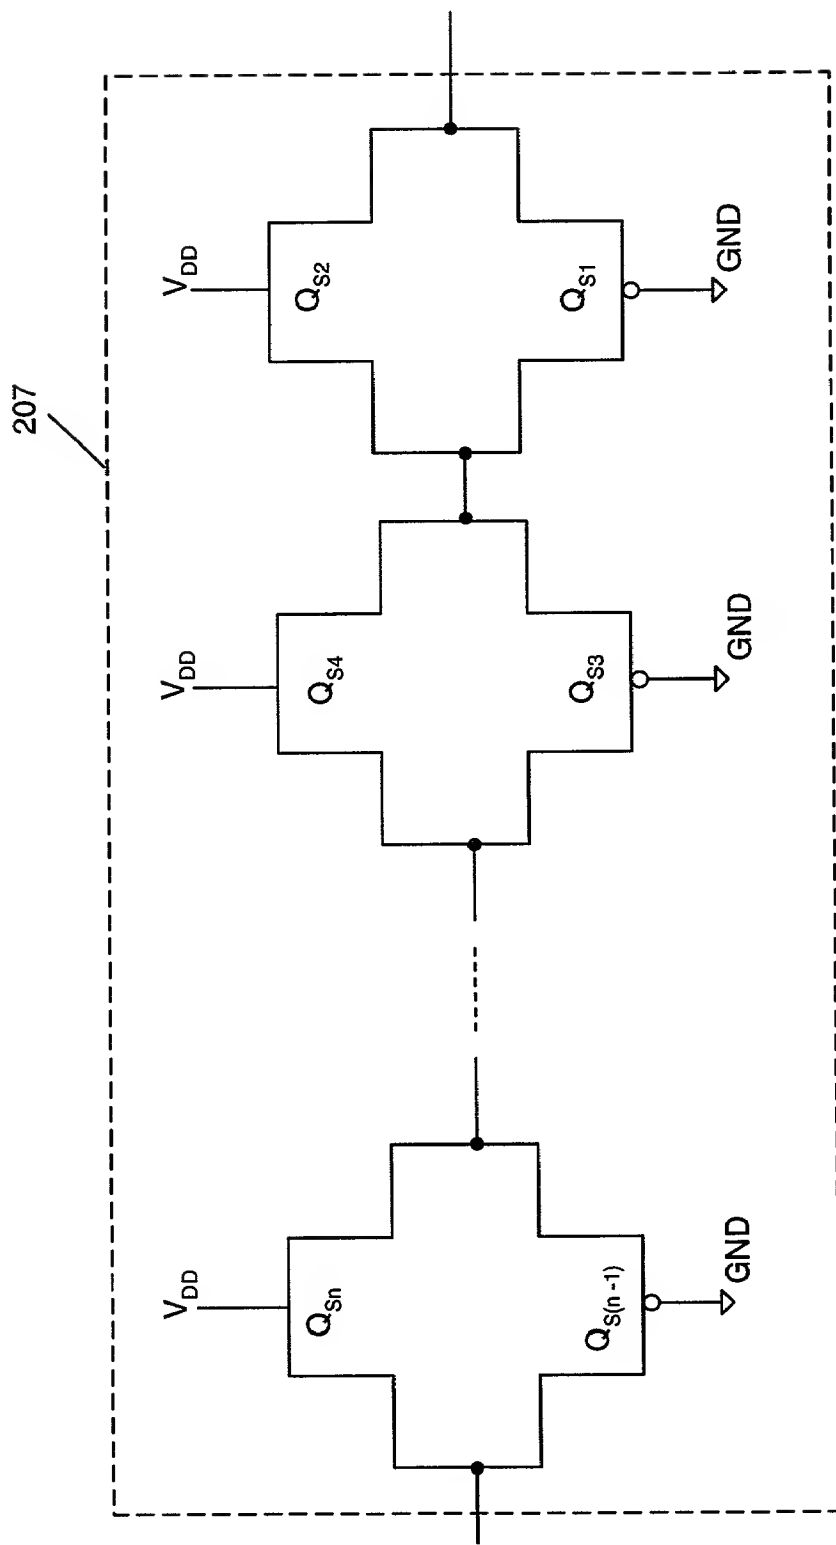 207
V_DD
V_DD
V_DD
Q_Sn
Q_S4
Q_S2
Q_S(n -1)
Q_S3
Q_S1
GND
GND
GND